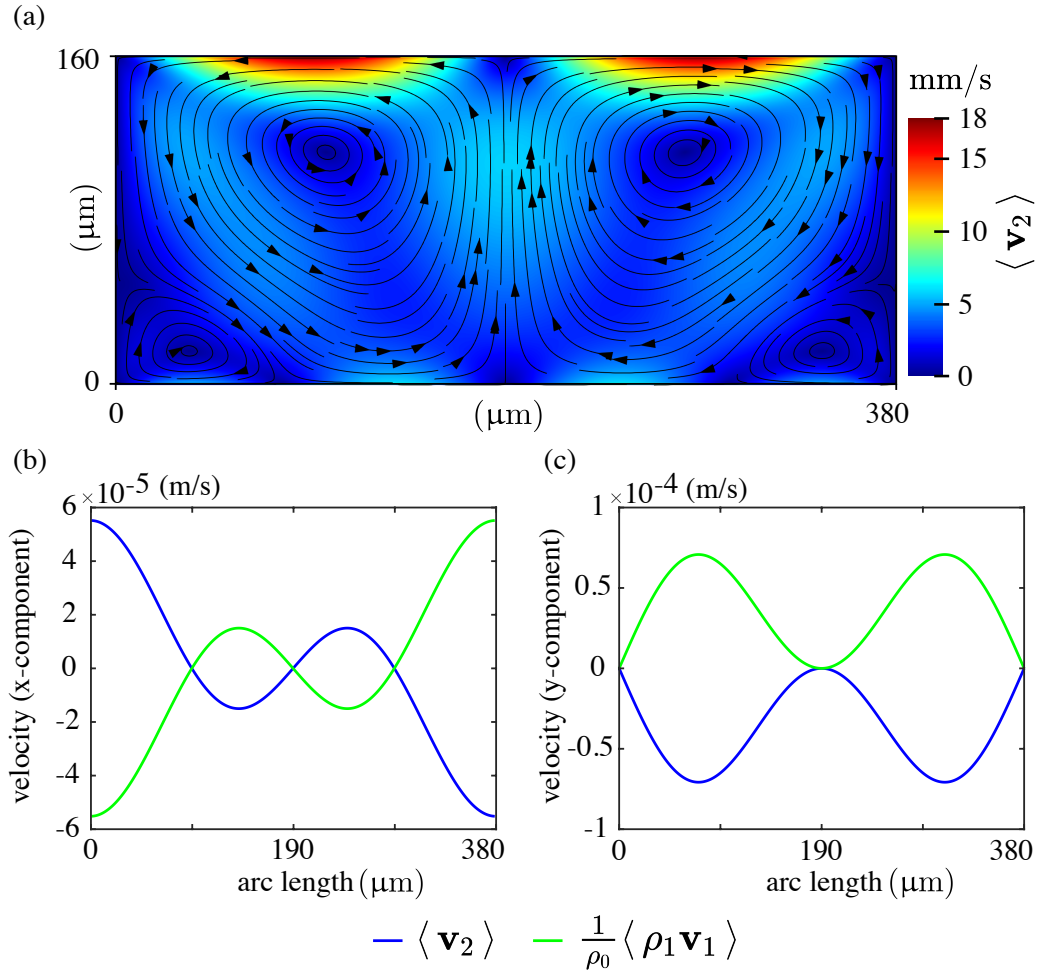 (a)
160
(μm)
0
0
(μm)
380
mm/s
18
15
10
5
0
⟨ v₂ ⟩
(b)
×10⁻⁵ (m/s)
6
4
2
0
-2
-4
-6
velocity (x-component)
0
190
380
arc length (μm)
(c)
×10⁻⁴ (m/s)
1
0.5
0
-0.5
-1
velocity (y-component)
0
190
380
arc length (μm)
⟨ v₂ ⟩
1/ρ₀ ⟨ ρ₁v₁ ⟩